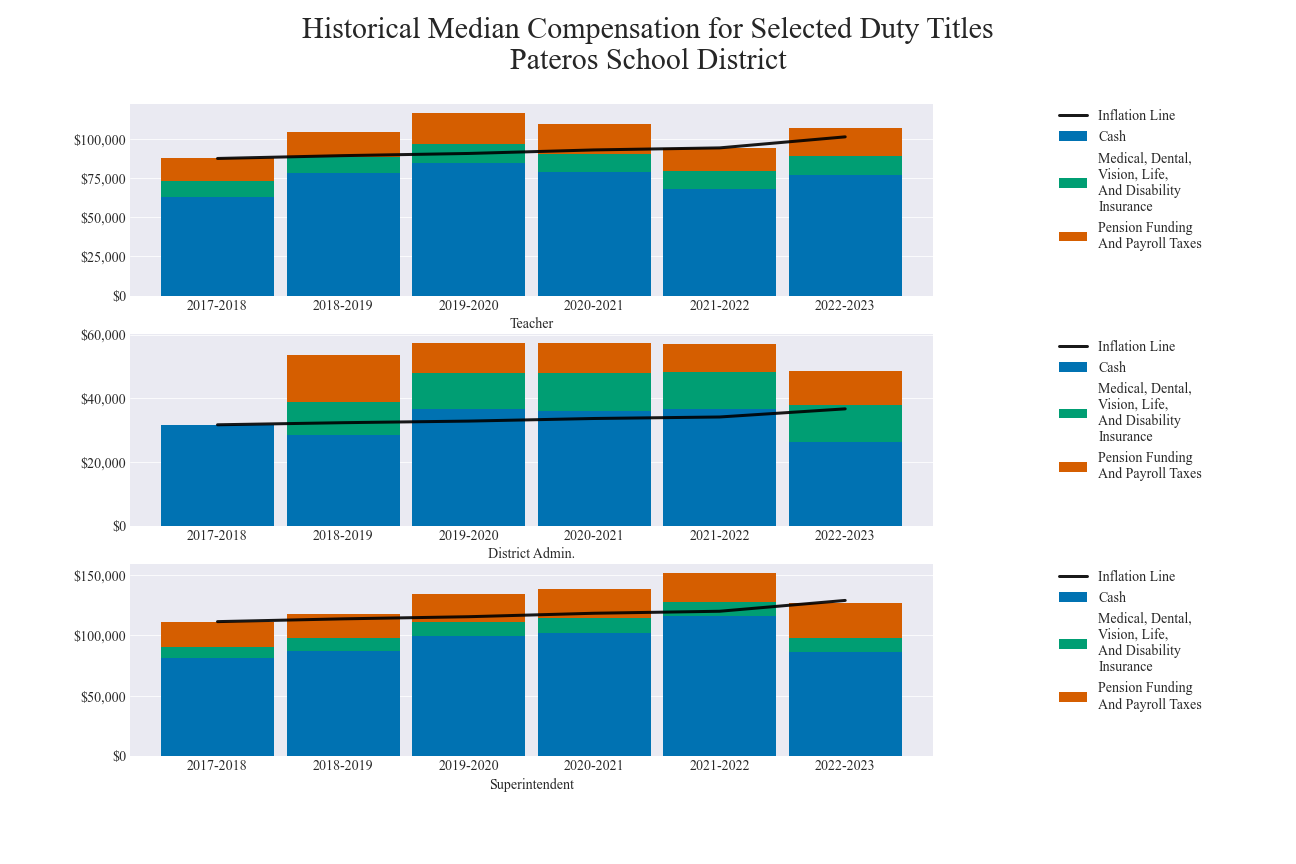 Historical Median Compensation for Selected Duty Titles
Pateros School District
$100,000
$75,000
$50,000
$25,000
$0
2017-2018 2018-2019 2019-2020 2020-2021 2021-2022 2022-2023
Teacher
Inflation Line
Cash
Medical, Dental,
Vision, Life,
And Disability
Insurance
Pension Funding
And Payroll Taxes
$60,000
$40,000
$20,000
$0
2017-2018 2018-2019 2019-2020 2020-2021 2021-2022 2022-2023
District Admin.
Inflation Line
Cash
Medical, Dental,
Vision, Life,
And Disability
Insurance
Pension Funding
And Payroll Taxes
$150,000
$100,000
$50,000
$0
2017-2018 2018-2019 2019-2020 2020-2021 2021-2022 2022-2023
Superintendent
Inflation Line
Cash
Medical, Dental,
Vision, Life,
And Disability
Insurance
Pension Funding
And Payroll Taxes